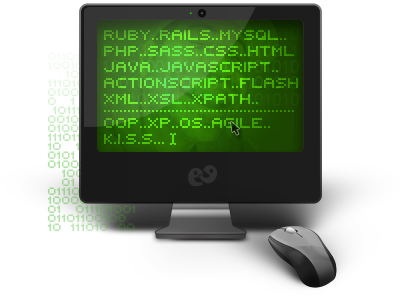 RUBY..RAILS..MYSQL..
PHP..SASS..CSS..HTML
JAVA..JAVASCRIPT..
ACTIONSCRIPT..FLASH
XML..XSL..XPATH..
OOP..XP..OS..AGILE..
K.I.S.S...